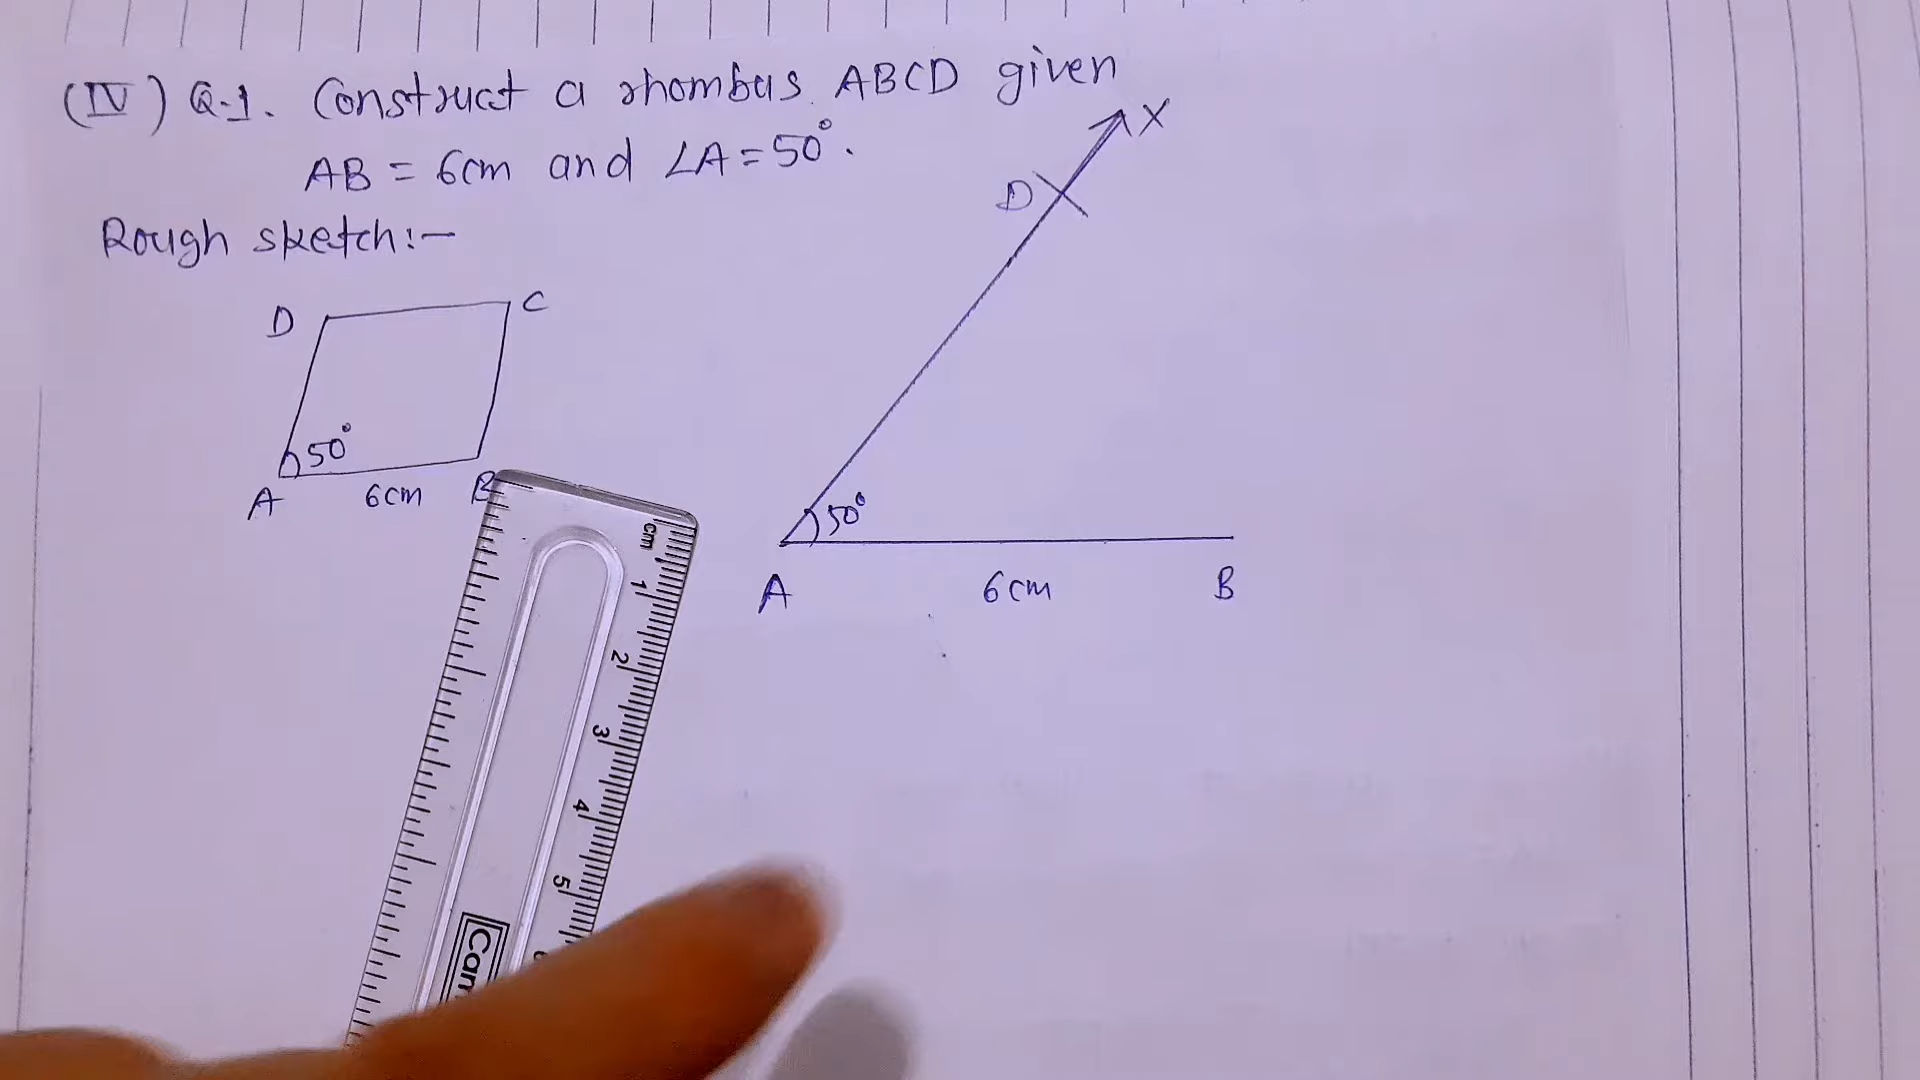 (IV) Q.1. Construct a rhombus ABCD given
AB = 6cm and ∠A = 50°.
Rough sketch:-
D
C
50°
A
6cm
B
X
D
50°
A
6cm
B
cm
1
2
3
4
5
Cam